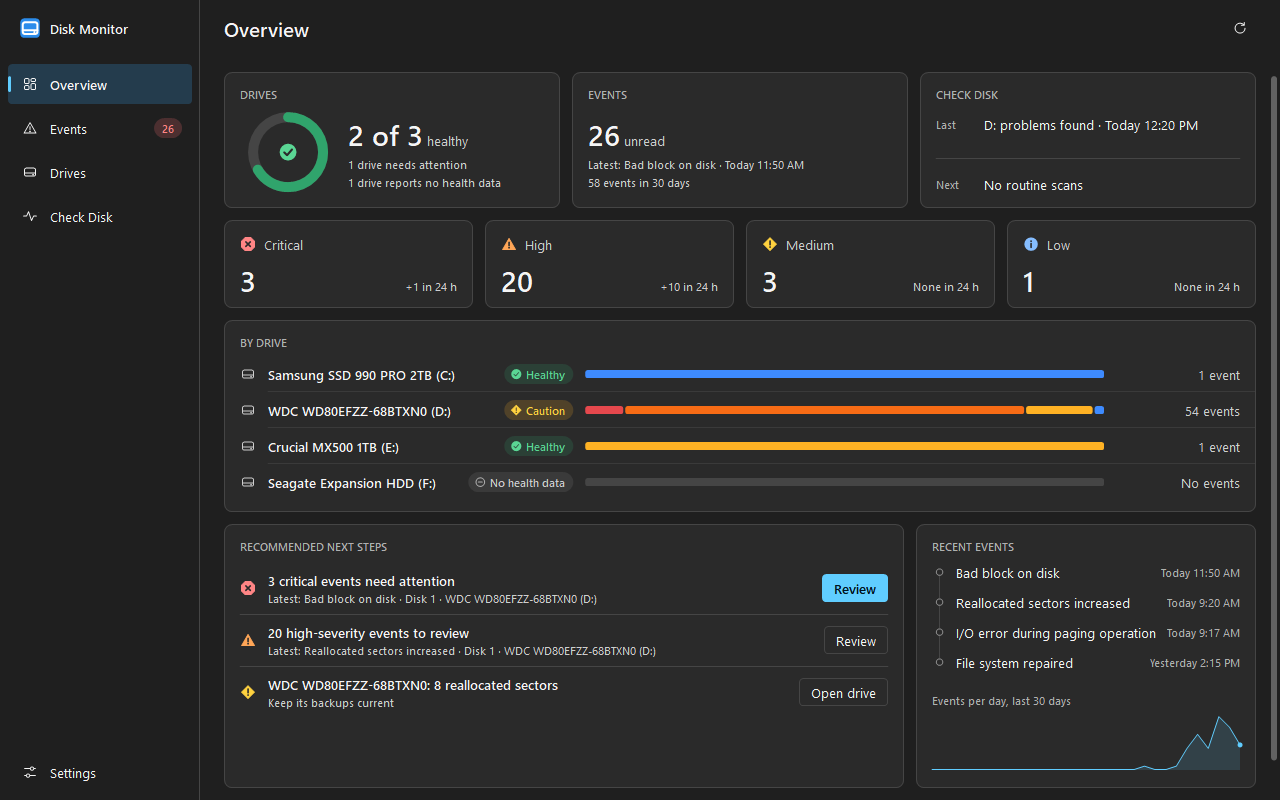 Disk Monitor
Overview
Events 26
Drives
Check Disk
Settings
Overview
DRIVES
2 of 3 healthy
1 drive needs attention
1 drive reports no health data
EVENTS
26 unread
Latest: Bad block on disk · Today 11:50 AM
58 events in 30 days
CHECK DISK
Last D: problems found · Today 12:20 PM
Next No routine scans
Critical
3 +1 in 24 h
High
20 +10 in 24 h
Medium
3 None in 24 h
Low
1 None in 24 h
BY DRIVE
Samsung SSD 990 PRO 2TB (C:) Healthy 1 event
WDC WD80EFZZ-68BTXN0 (D:) Caution 54 events
Crucial MX500 1TB (E:) Healthy 1 event
Seagate Expansion HDD (F:) No health data No events
RECOMMENDED NEXT STEPS
3 critical events need attention
Latest: Bad block on disk · Disk 1 · WDC WD80EFZZ-68BTXN0 (D:)
Review
20 high-severity events to review
Latest: Reallocated sectors increased · Disk 1 · WDC WD80EFZZ-68BTXN0 (D:)
Review
WDC WD80EFZZ-68BTXN0: 8 reallocated sectors
Keep its backups current
Open drive
RECENT EVENTS
Bad block on disk Today 11:50 AM
Reallocated sectors increased Today 9:20 AM
I/O error during paging operation Today 9:17 AM
File system repaired Yesterday 2:15 PM
Events per day, last 30 days